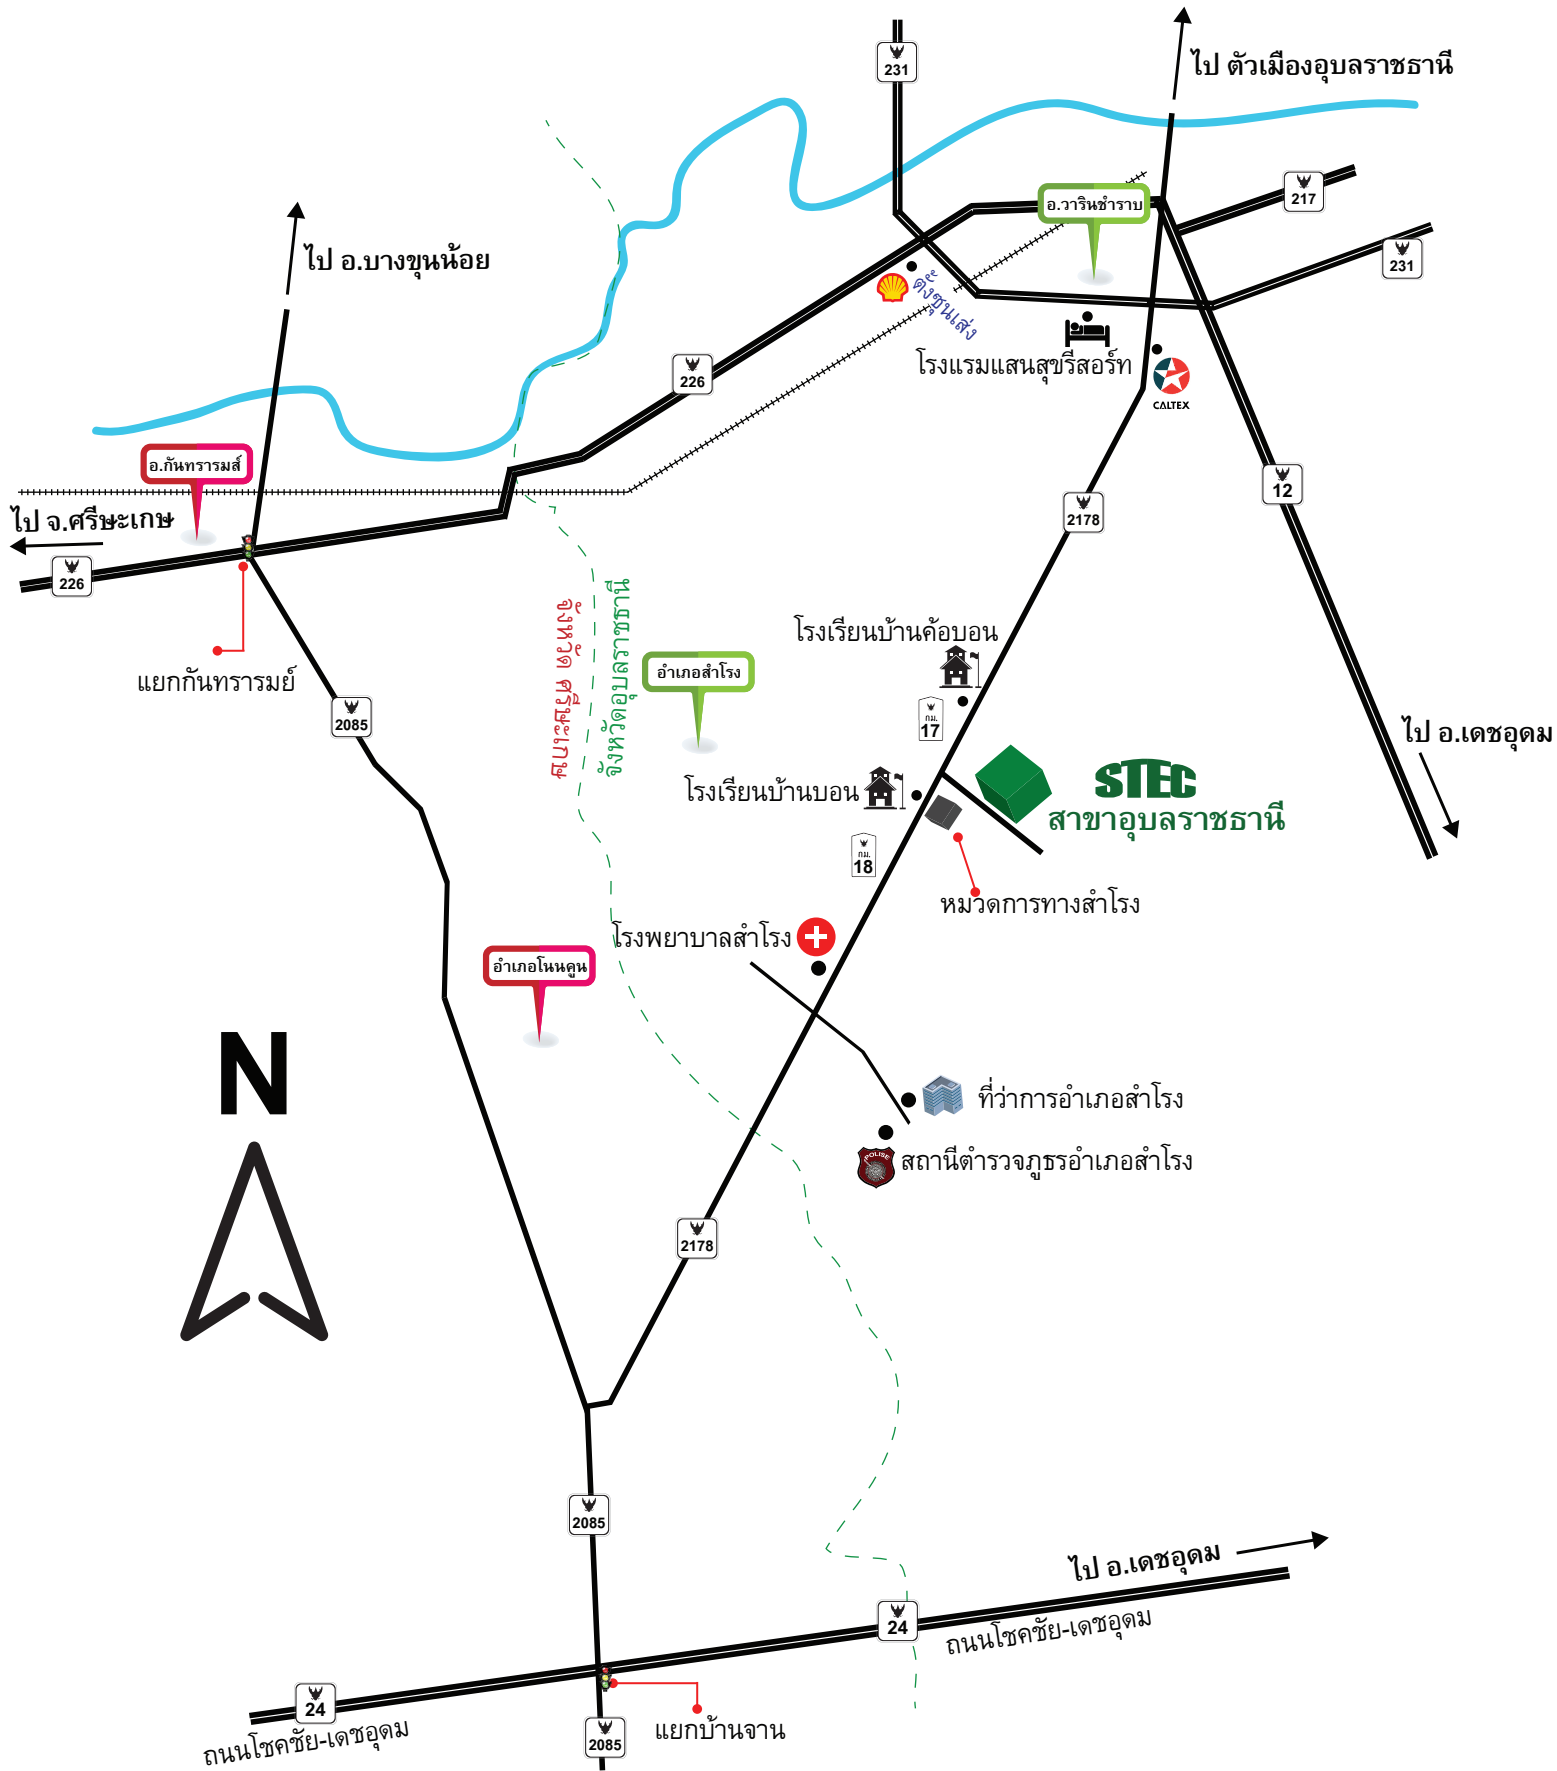 231
ไป ตัวเมืองอุบลราชธานี
217
อ.วารินชำราบ
ไป อ.บางขุนน้อย
231
ตั้งซุนเส่ง
โรงแรมแสนสุขรีสอร์ท
226
CALTEX
อ.กันทรารมส์
12
ไป จ.ศรีษะเกษ
2178
226
จังหวัด ศรีษะเกษ
จังหวัดอุบลราชธานี
โรงเรียนบ้านค้อบอน
อำเภอสำโรง
แยกกันทรารมย์
2085
กม.
17
ไป อ.เดชอุดม
STEC
สาขาอุบลราชธานี
โรงเรียนบ้านบอน
กม.
18
หมวดการทางสำโรง
โรงพยาบาลสำโรง
อำเภอโนนคูน
N
ที่ว่าการอำเภอสำโรง
POLISE
สถานีตำรวจภูธรอำเภอสำโรง
2178
2085
ไป อ.เดชอุดม
24
ถนนโชคชัย-เดชอุดม
24
ถนนโชคชัย-เดชอุดม
แยกบ้านจาน
2085